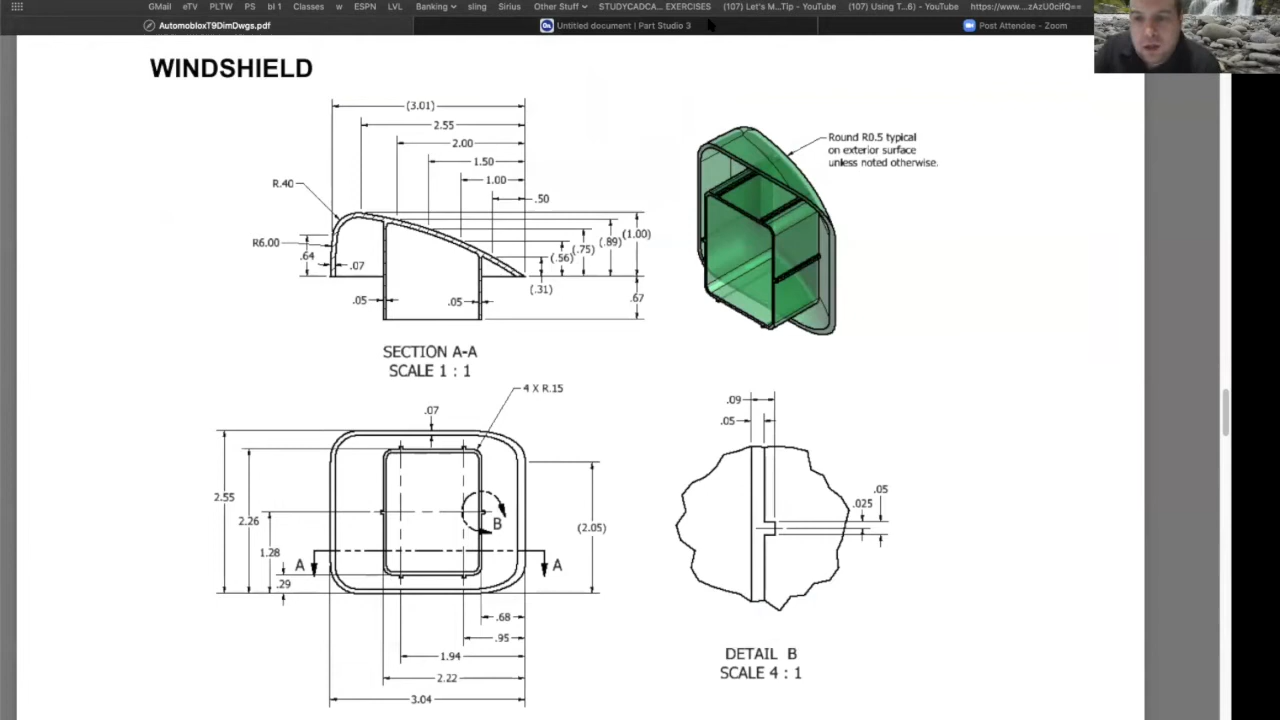 GMail eTV PLTW PS bl 1 Classes w ESPN LVL Banking sling Sirius Other Stuff STUDYCADCA... EXERCISES (107) Let's M...Tip - YouTube (107) Using T...6) - YouTube https://www...zAzU0cifQ==
AutomobloxT9DimDwgs.pdf
Untitled document | Part Studio 3
Post Attendee - Zoom
WINDSHIELD
(3.01)
2.55
2.00
1.50
1.00
.50
R.40
R6.00
.64
.07
.05
.05
(.31)
(.56)
(.75)
(.89)
(1.00)
.67
SECTION A-A
SCALE 1 : 1
Round R0.5 typical
on exterior surface
unless noted otherwise.
4 X R.15
.07
2.55
2.26
1.28
.29
A
A
B
(2.05)
.68
.95
1.94
2.22
3.04
.09
.05
.05
.025
DETAIL B
SCALE 4 : 1